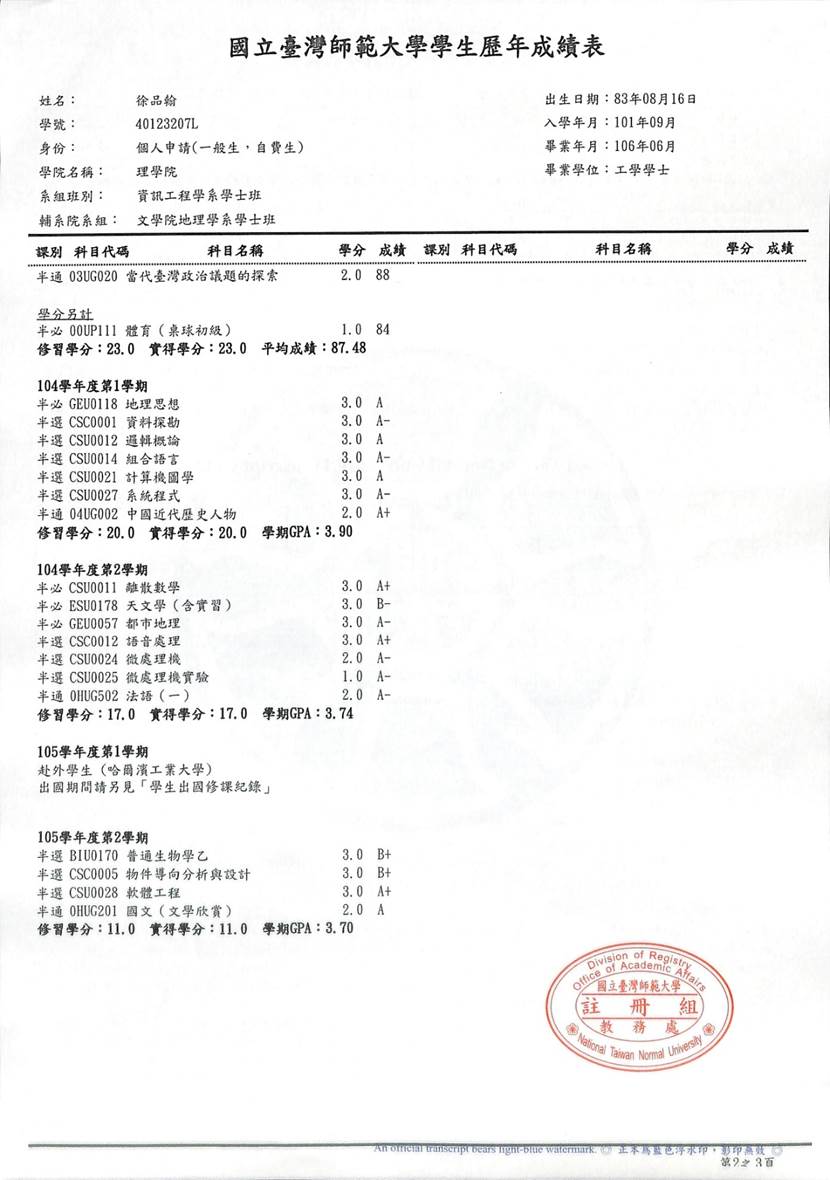 國立臺灣師範大學學生歷年成績表
姓名： 徐品翰 出生日期：83年08月16日
學號： 40123207L 入學年月：101年09月
身份： 個人申請(一般生，自費生) 畢業年月：106年06月
學院名稱： 理學院 畢業學位：工學學士
系組班別： 資訊工程學系學士班
輔系院系組： 文學院地理學系學士班
課別 科目代碼 科目名稱 學分 成績 課別 科目代碼 科目名稱 學分 成績
半通 03UG020 當代臺灣政治議題的探索 2.0 88
學分另計
半必 00UP111 體育（桌球初級） 1.0 84
修習學分：23.0 實得學分：23.0 平均成績：87.48
104學年度第1學期
半必 GEU0118 地理思想 3.0 A
半選 CSC0001 資料探勘 3.0 A-
半選 CSU0012 邏輯概論 3.0 A
半選 CSU0014 組合語言 3.0 A-
半選 CSU0021 計算機圖學 3.0 A
半選 CSU0027 系統程式 3.0 A-
半通 04UG002 中國近代歷史人物 2.0 A+
修習學分：20.0 實得學分：20.0 學期GPA：3.90
104學年度第2學期
半必 CSU0011 離散數學 3.0 A+
半必 ESU0178 天文學（含實習） 3.0 B-
半必 GEU0057 都市地理 3.0 A-
半選 CSC0012 語音處理 3.0 A+
半選 CSU0024 微處理機 2.0 A-
半選 CSU0025 微處理機實驗 1.0 A-
半通 0HUG502 法語（一） 2.0 A-
修習學分：17.0 實得學分：17.0 學期GPA：3.74
105學年度第1學期
赴外學生（哈爾濱工業大學）
出國期間請另見「學生出國修課紀錄」
105學年度第2學期
半選 BIU0170 普通生物學乙 3.0 B+
半選 CSC0005 物件導向分析與設計 3.0 B+
半選 CSU0028 軟體工程 3.0 A+
半通 0HUG201 國文（文學欣賞） 2.0 A
修習學分：11.0 實得學分：11.0 學期GPA：3.70
Division of Registry
Office of Academic Affairs
國立臺灣師範大學
註冊組
教務處
National Taiwan Normal University
An official transcript bears light-blue watermark. ◎ 正本為藍色浮水印，影印無效 ◎
第2之 3頁